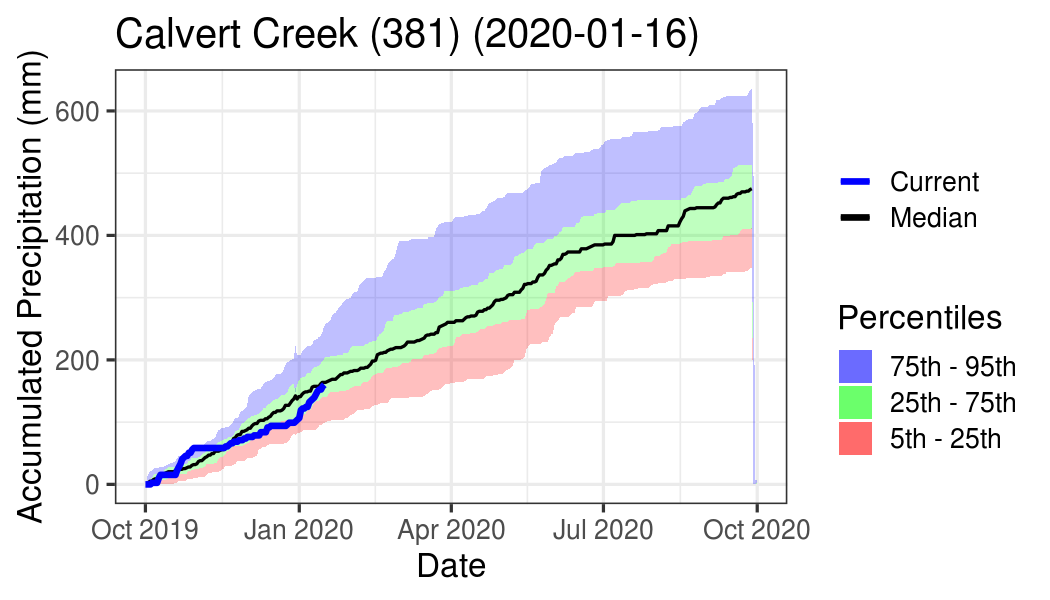 Calvert Creek (381) (2020-01-16)
Accumulated Precipitation (mm)
600
400
200
0
Oct 2019
Jan 2020
Apr 2020
Jul 2020
Oct 2020
Date
Current
Median
Percentiles
75th - 95th
25th - 75th
5th - 25th